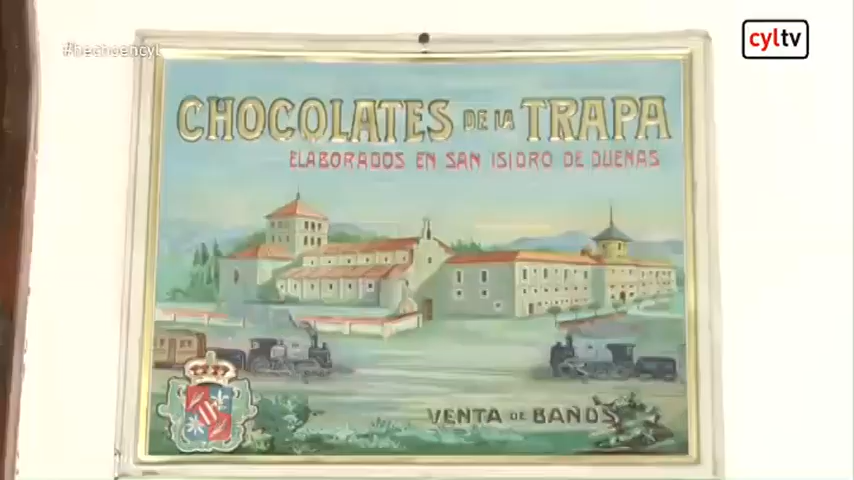 #hechoencyl
cyltv
CHOCOLATES DE LA TRAPA
ELABORADOS EN SAN ISIDRO DE DUEÑAS
VENTA DE BAÑOS